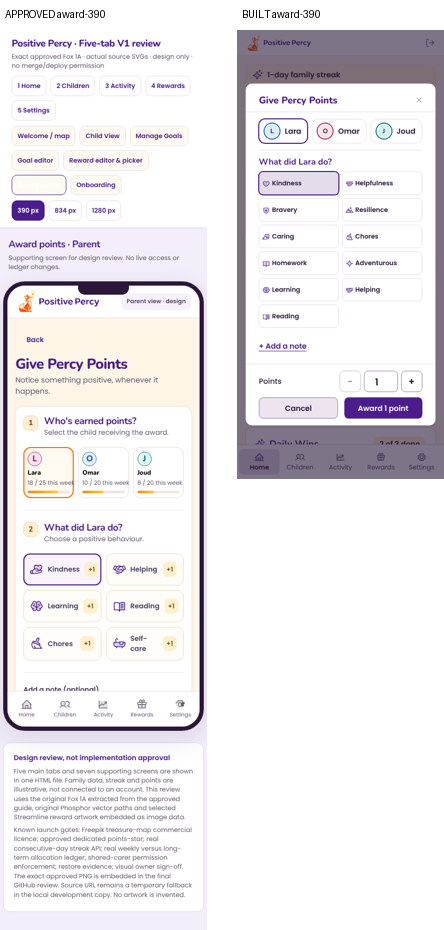 APPROVED award-390
Positive Percy · Five-tab V1 review
Exact approved Fox 1A · actual source SVGs · design only ·
no merge/deploy permission
1 Home
2 Children
3 Activity
4 Rewards
5 Settings
Welcome / map
Child View
Manage Goals
Goal editor
Reward editor & picker
Onboarding
390 px
834 px
1280 px
Award points · Parent
Supporting screen for design review. No live access or
ledger changes.
Positive Percy
Parent view · design
Back
Give Percy Points
Notice something positive, whenever it
happens.
1
Who's earned points?
Select the child receiving the award.
L
Lara
18 / 25 this week
O
Omar
10 / 20 this week
J
Joud
8 / 20 this week
2
What did Lara do?
Choose a positive behaviour.
Kindness +1
Helping +1
Learning +1
Reading +1
Chores +1
Self-
care +1
Add a note (optional)
Home
Children
Activity
Rewards
Settings
Design review, not implementation approval
Five main tabs and seven supporting screens are shown
in one HTML file. Family data, streak and points are
illustrative, not connected to an account. This review
uses the original Fox 1A extracted from the approved
guide, original Phosphor vector paths and selected
Streamline reward artwork embedded as image data.
Known launch gates: Freepik treasure-map commercial
licence; approved dedicated points-star; real
consecutive-day streak API; real weekly versus long-
term allocation ledger; shared-carer permission
enforcement; restore evidence; visual owner sign-off.
The exact approved PNG is embedded in the final
GitHub review. Source URL remains a temporary fallback
in the local development copy. No artwork is invented.
BUILT award-390
Positive Percy
1-day family streak
Give Percy Points
×
L Lara
O Omar
J Joud
What did Lara do?
Kindness
Helpfulness
Bravery
Resilience
Caring
Chores
Homework
Adventurous
Learning
Helping
Reading
+ Add a note
Points
−
1
+
Cancel
Award 1 point
Daily Wins
2 of 3 done
Home
Children
Activity
Rewards
Settings